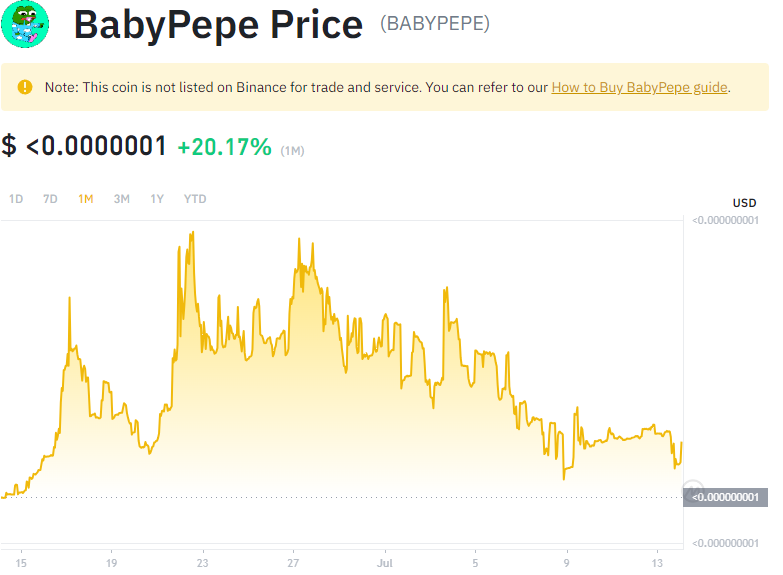 BabyPepe Price (BABYPEPE)
Note: This coin is not listed on Binance for trade and service. You can refer to our How to Buy BabyPepe guide.
$ <0.0000001 +20.17% (1M)
1D 7D 1M 3M 1Y YTD
USD
<0.000000001
<0.000000001
<0.000000001
15 19 23 27 Jul 5 9 13